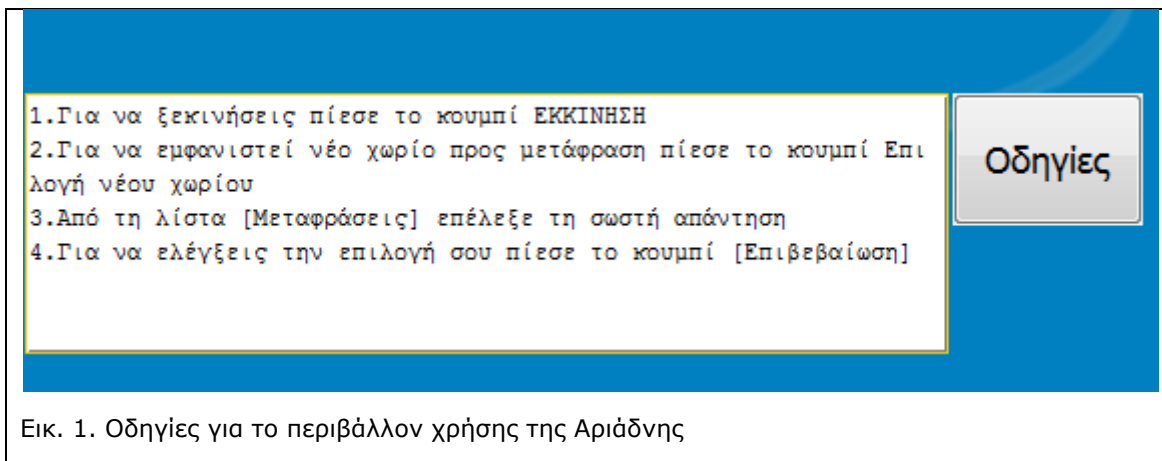 1.Για να ξεκινήσεις πίεσε το κουμπί ΕΚΚΙΝΗΣΗ
2.Για να εμφανιστεί νέο χωρίο προς μετάφραση πίεσε το κουμπί Επι
λογή νέου χωρίου
3.Από τη λίστα [Μεταφράσεις] επέλεξε τη σωστή απάντηση
4.Για να ελέγξεις την επιλογή σου πίεσε το κουμπί [Επιβεβαίωση]
Οδηγίες
Εικ. 1. Οδηγίες για το περιβάλλον χρήσης της Αριάδνης